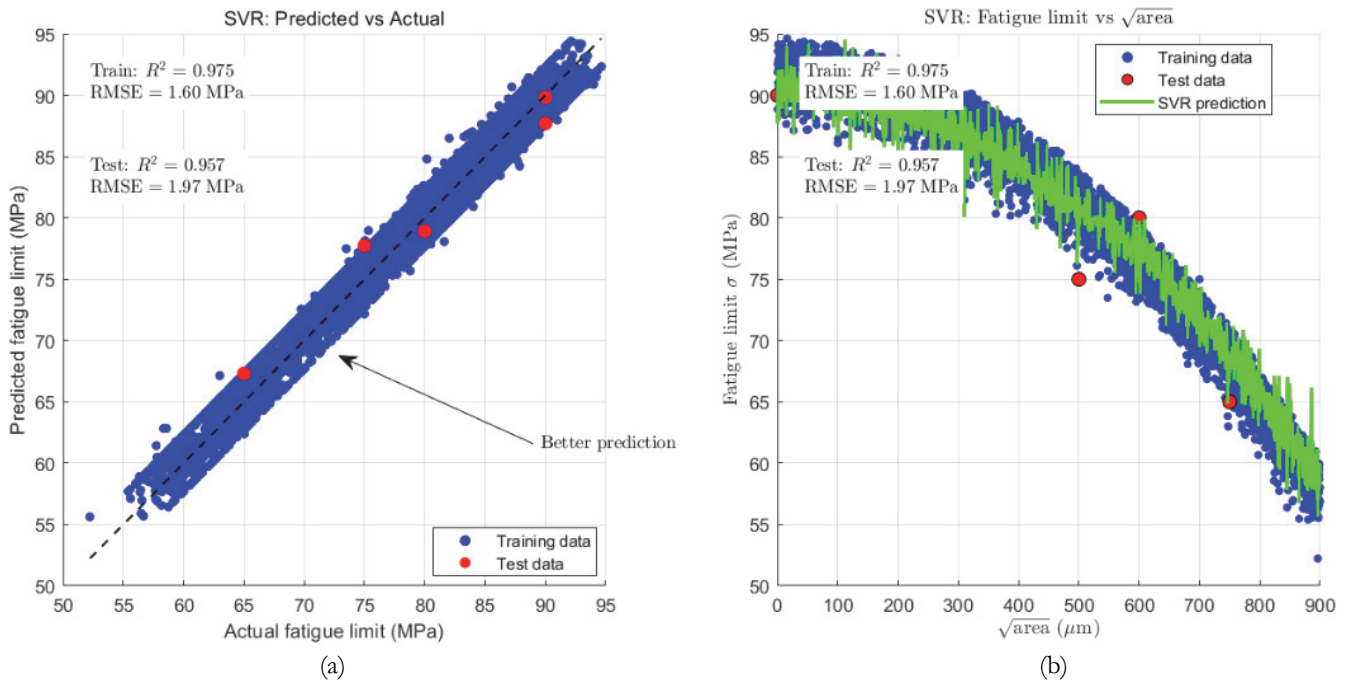 SVR: Predicted vs Actual
95
90
85
80
75
70
65
60
55
50
Predicted fatigue limit (MPa)
Train: R² = 0.975
RMSE = 1.60 MPa
Test: R² = 0.957
RMSE = 1.97 MPa
Better prediction
Training data
Test data
50 55 60 65 70 75 80 85 90 95
Actual fatigue limit (MPa)
(a)
SVR: Fatigue limit vs √area
95
90
85
80
75
70
65
60
55
50
Fatigue limit σ (MPa)
Train: R² = 0.975
RMSE = 1.60 MPa
Test: R² = 0.957
RMSE = 1.97 MPa
Training data
Test data
SVR prediction
0 100 200 300 400 500 600 700 800 900
√area (μm)
(b)